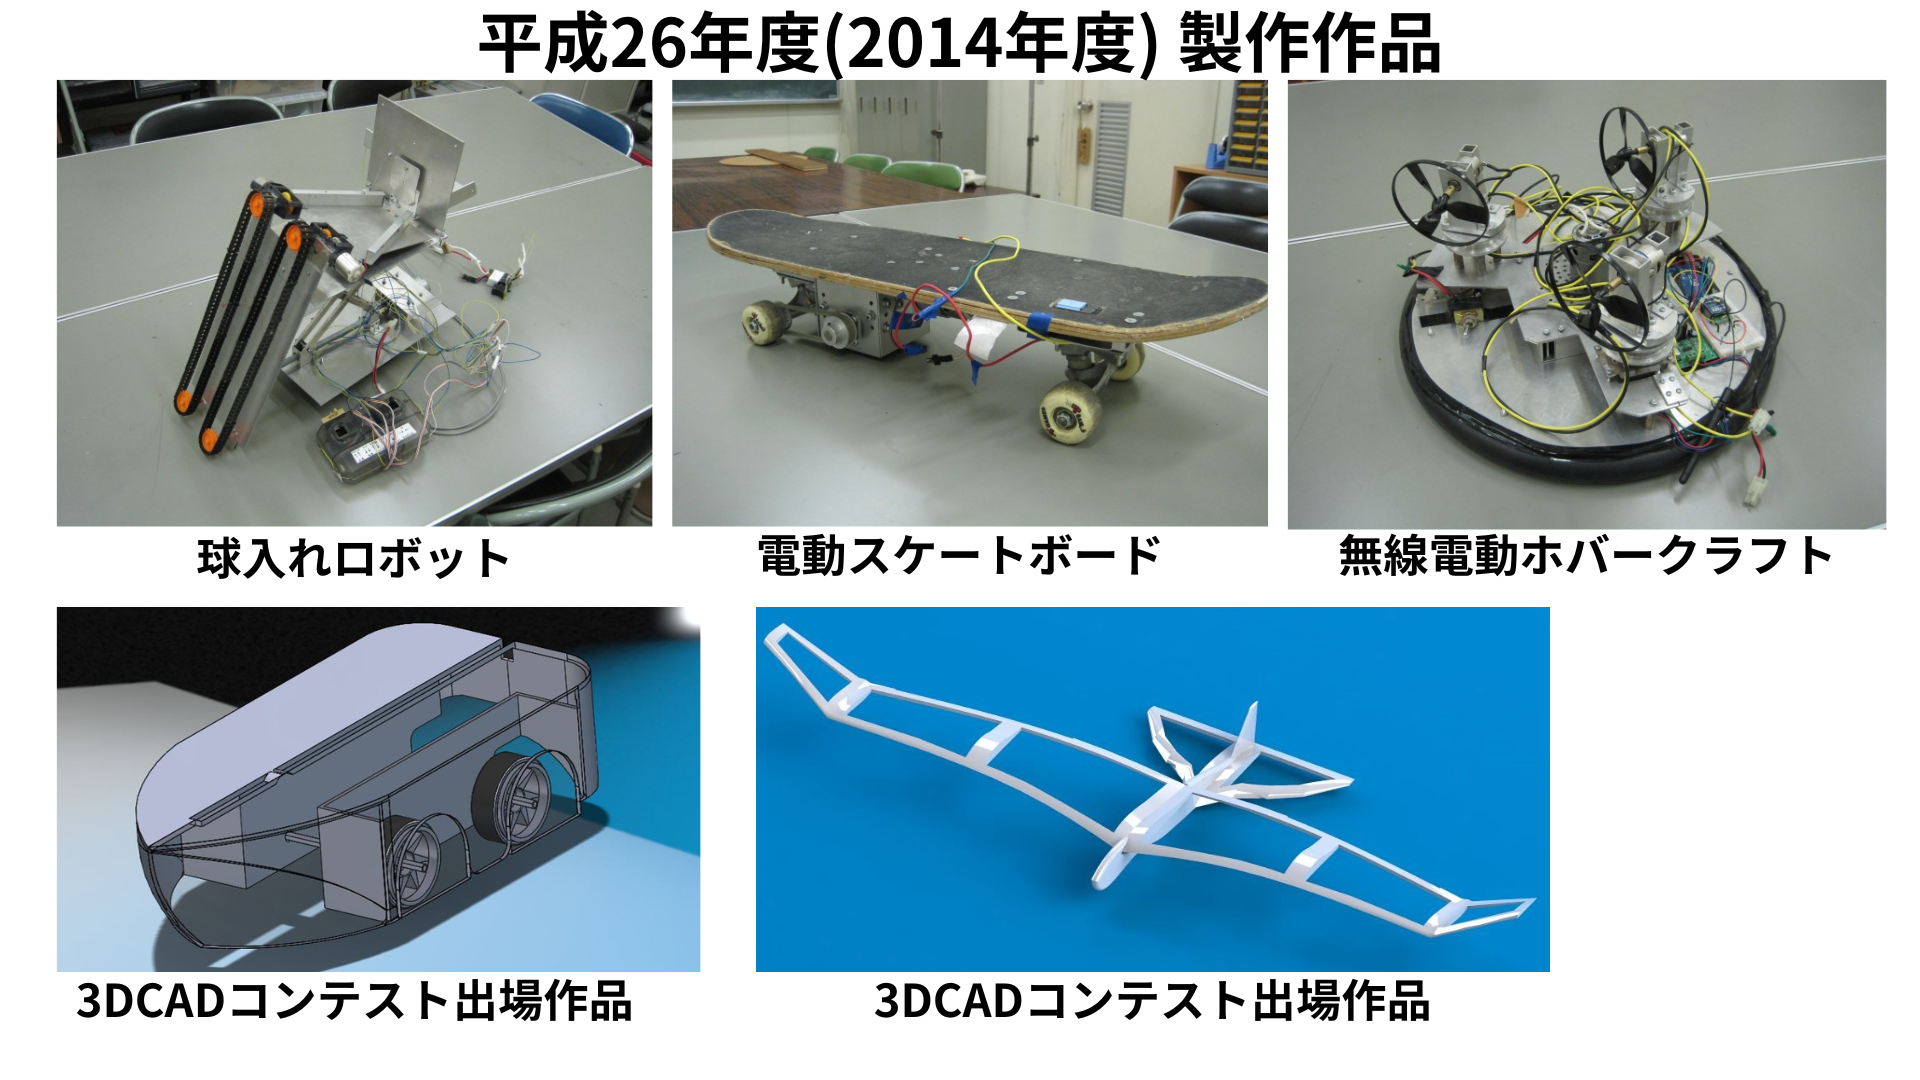 平成26年度(2014年度) 製作作品
球入れロボット
電動スケートボード
無線電動ホバークラフト
3DCADコンテスト出場作品
3DCADコンテスト出場作品